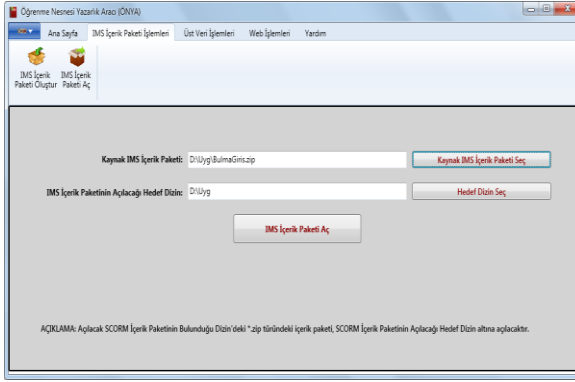 Öğrenme Nesnesi Yazarlık Aracı (ÖNYA)
Ana Sayfa IMS İçerik Paketi İşlemleri Üst Veri İşlemleri Web İşlemleri Yardım
IMS İçerik IMS İçerik
Paketi Oluştur Paketi Aç
Kaynak IMS İçerik Paketi: D:\Uyg\BulmaGiris.zip Kaynak IMS İçerik Paketi Seç
IMS İçerik Paketinin Açılacağı Hedef Dizin: D:\Uyg Hedef Dizin Seç
IMS İçerik Paketi Aç
AÇIKLAMA: Açılacak SCORM İçerik Paketinin Bulunduğu Dizin'deki *.zip türündeki içerik paketi, SCORM İçerik Paketinin Açılacağı Hedef Dizin altına açılacaktır.